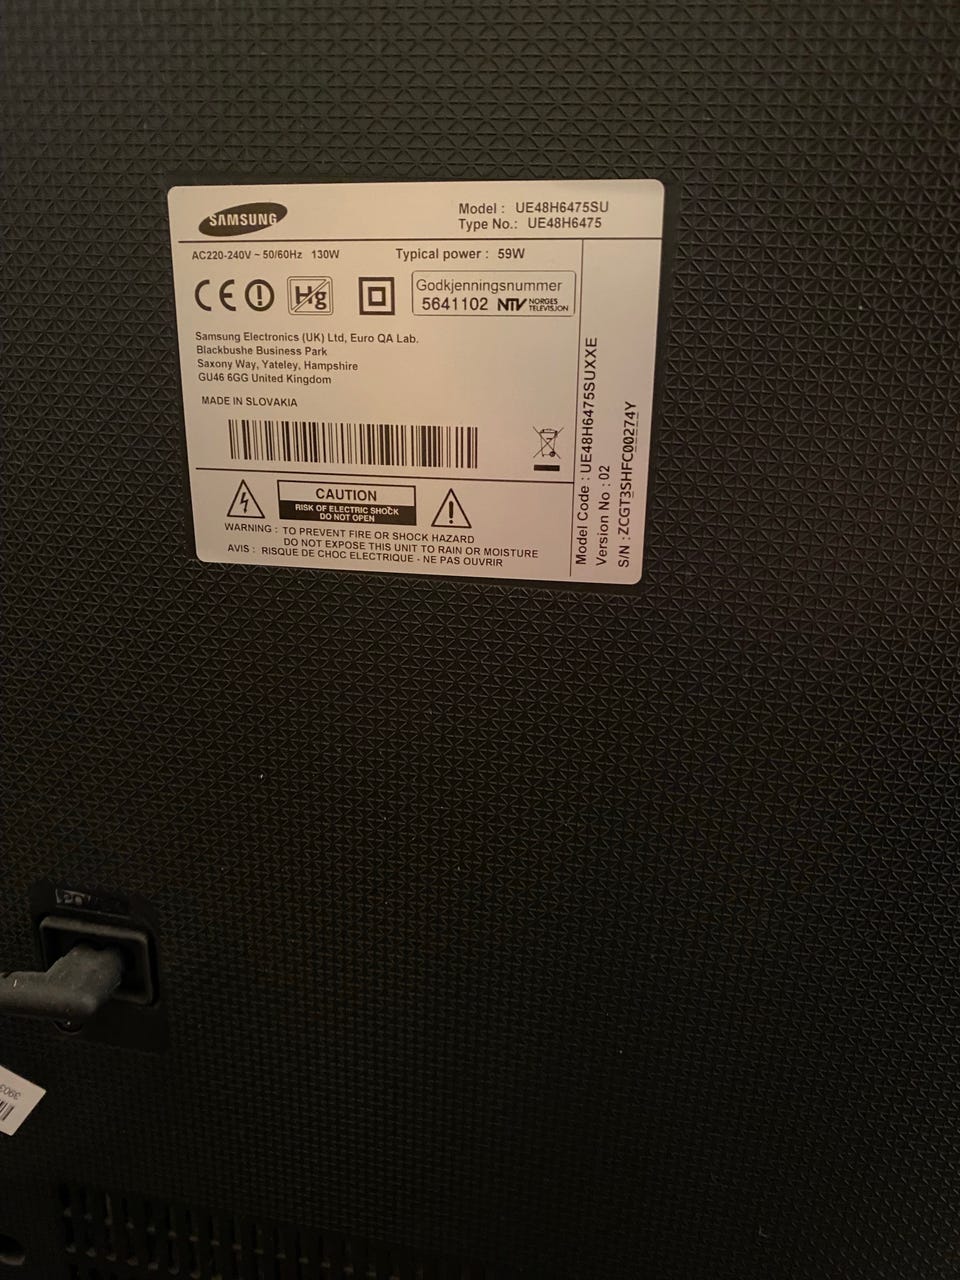 SAMSUNG
Model : UE48H6475SU
Type No.: UE48H6475
AC220-240V ~ 50/60Hz 130W
Typical power : 59W
CE
Hg
Godkjenningsnummer
5641102 NTV NORGES TELEVISJON
Samsung Electronics (UK) Ltd, Euro QA Lab.
Blackbushe Business Park
Saxony Way, Yateley, Hampshire
GU46 6GG United Kingdom
MADE IN SLOVAKIA
CAUTION
RISK OF ELECTRIC SHOCK
DO NOT OPEN
WARNING : TO PREVENT FIRE OR SHOCK HAZARD
DO NOT EXPOSE THIS UNIT TO RAIN OR MOISTURE
AVIS : RISQUE DE CHOC ELECTRIQUE - NE PAS OUVRIR
Model Code : UE48H6475SUXXE
Version No : 02
S/N : ZCGT3SHFC00274Y